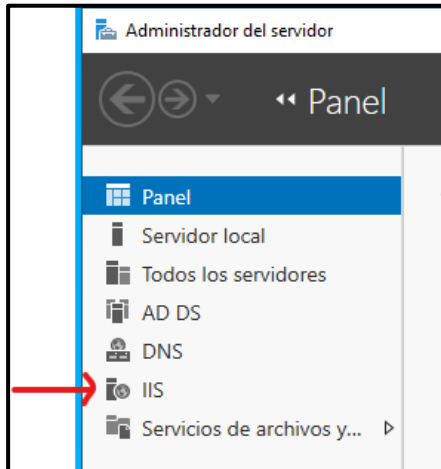 Administrador del servidor
Panel
Panel
Servidor local
Todos los servidores
AD DS
DNS
IIS
Servicios de archivos y...